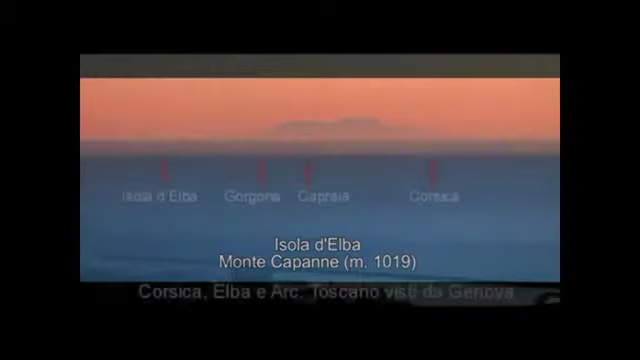 Isola d'Elba Gorgona Capraia Corsica
Isola d'Elba
Monte Capanne (m. 1019)
Corsica, Elba e Arc. Toscano visti da Genova